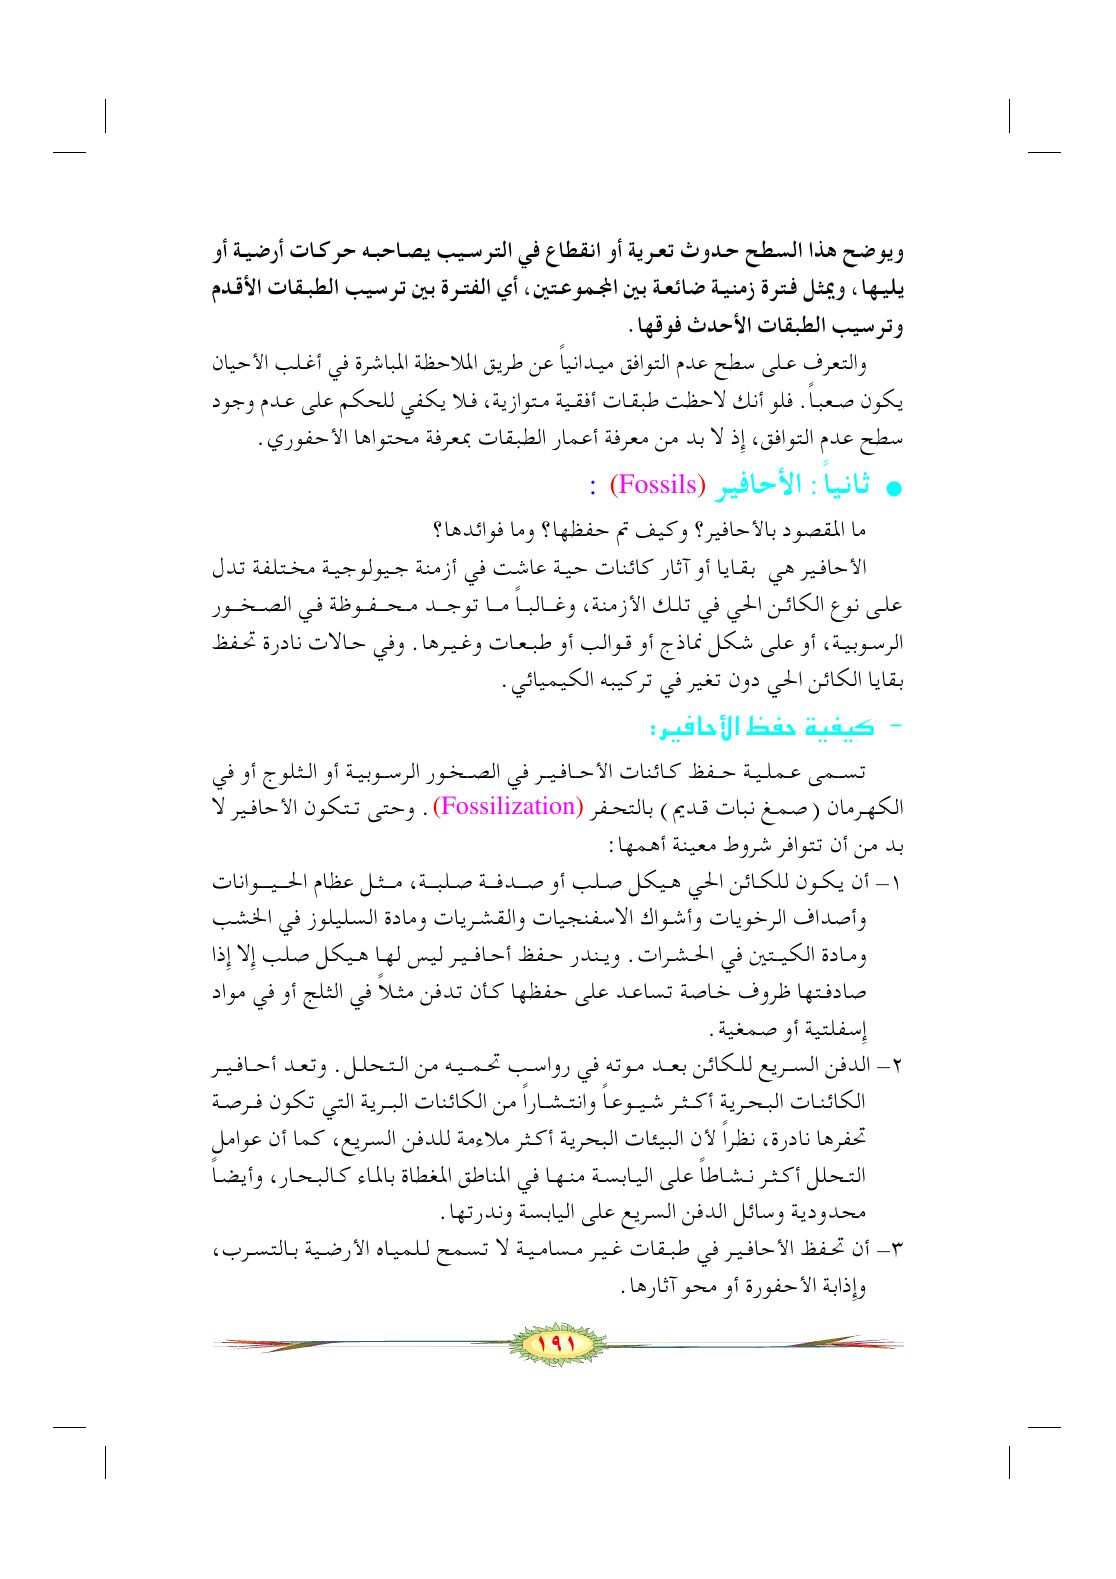 ويوضح هذا السطح حدوث تعرية أو انقطاع في الترسيب يصاحبه حركات أرضية أو
يليها، ويمثل فترة زمنية ضائعة بين المجموعتين، أي الفترة بين ترسيب الطبقات الأقدم
وترسيب الطبقات الأحدث فوقها.
والتعرف على سطح عدم التوافق ميدانياً عن طريق الملاحظة المباشرة في أغلب الأحيان
يكون صعباً. فلو أنك لاحظت طبقات أفقية متوازية، فلا يكفي للحكم على عدم وجود
سطح عدم التوافق، إذ لا بد من معرفة أعمار الطبقات بمعرفة محتواها الأحفوري.
● ثانياً: الأحافير (Fossils) :
ما المقصود بالأحافير؟ وكيف تم حفظها؟ وما فوائدها؟
الأحافير هي بقايا أو آثار كائنات حية عاشت في أزمنة جيولوجية مختلفة تدل
على نوع الكائن الحي في تلك الأزمنة، وغالباً ما توجد محفوظة في الصخور
الرسوبية، أو على شكل نماذج أو قوالب أو طبعات وغيرها. وفي حالات نادرة تحفظ
بقايا الكائن الحي دون تغير في تركيبه الكيميائي.
- كيفية حفظ الأحافير:
تسمى عملية حفظ كائنات الأحافير في الصخور الرسوبية أو الثلوج أو في
الكهرمان (صمغ نبات قديم) بالتحفر (Fossilization). وحتى تتكون الأحافير لا
بد من أن تتوافر شروط معينة أهمها:
١– أن يكون للكائن الحي هيكل صلب أو صدفة صلبة، مثل عظام الحيوانات
وأصداف الرخويات وأشواك الاسفنجيات والقشريات ومادة السليلوز في الخشب
ومادة الكيتين في الحشرات. ويندر حفظ أحافير ليس لها هيكل صلب إلا إذا
صادفتها ظروف خاصة تساعد على حفظها كأن تدفن مثلاً في الثلج أو في مواد
إسفلتية أو صمغية.
٢– الدفن السريع للكائن بعد موته في رواسب تحميه من التحلل. وتعد أحافير
الكائنات البحرية أكثر شيوعاً وانتشاراً من الكائنات البرية التي تكون فرصة
تحفرها نادرة، نظراً لأن البيئات البحرية أكثر ملاءمة للدفن السريع، كما أن عوامل
التحلل أكثر نشاطاً على اليابسة منها في المناطق المغطاة بالماء كالبحار، وأيضاً
محدودية وسائل الدفن السريع على اليابسة وندرتها.
٣– أن تحفظ الأحافير في طبقات غير مسامية لا تسمح للمياه الأرضية بالتسرب،
وإذابة الأحفورة أو محو آثارها.
١٩١